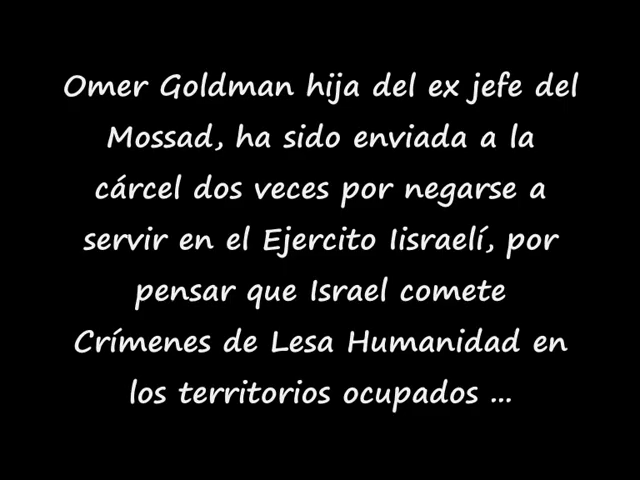 Omer Goldman hija del ex jefe del
Mossad, ha sido enviada a la
cárcel dos veces por negarse a
servir en el Ejercito Iisraelí, por
pensar que Israel comete
Crímenes de Lesa Humanidad en
los territorios ocupados ...